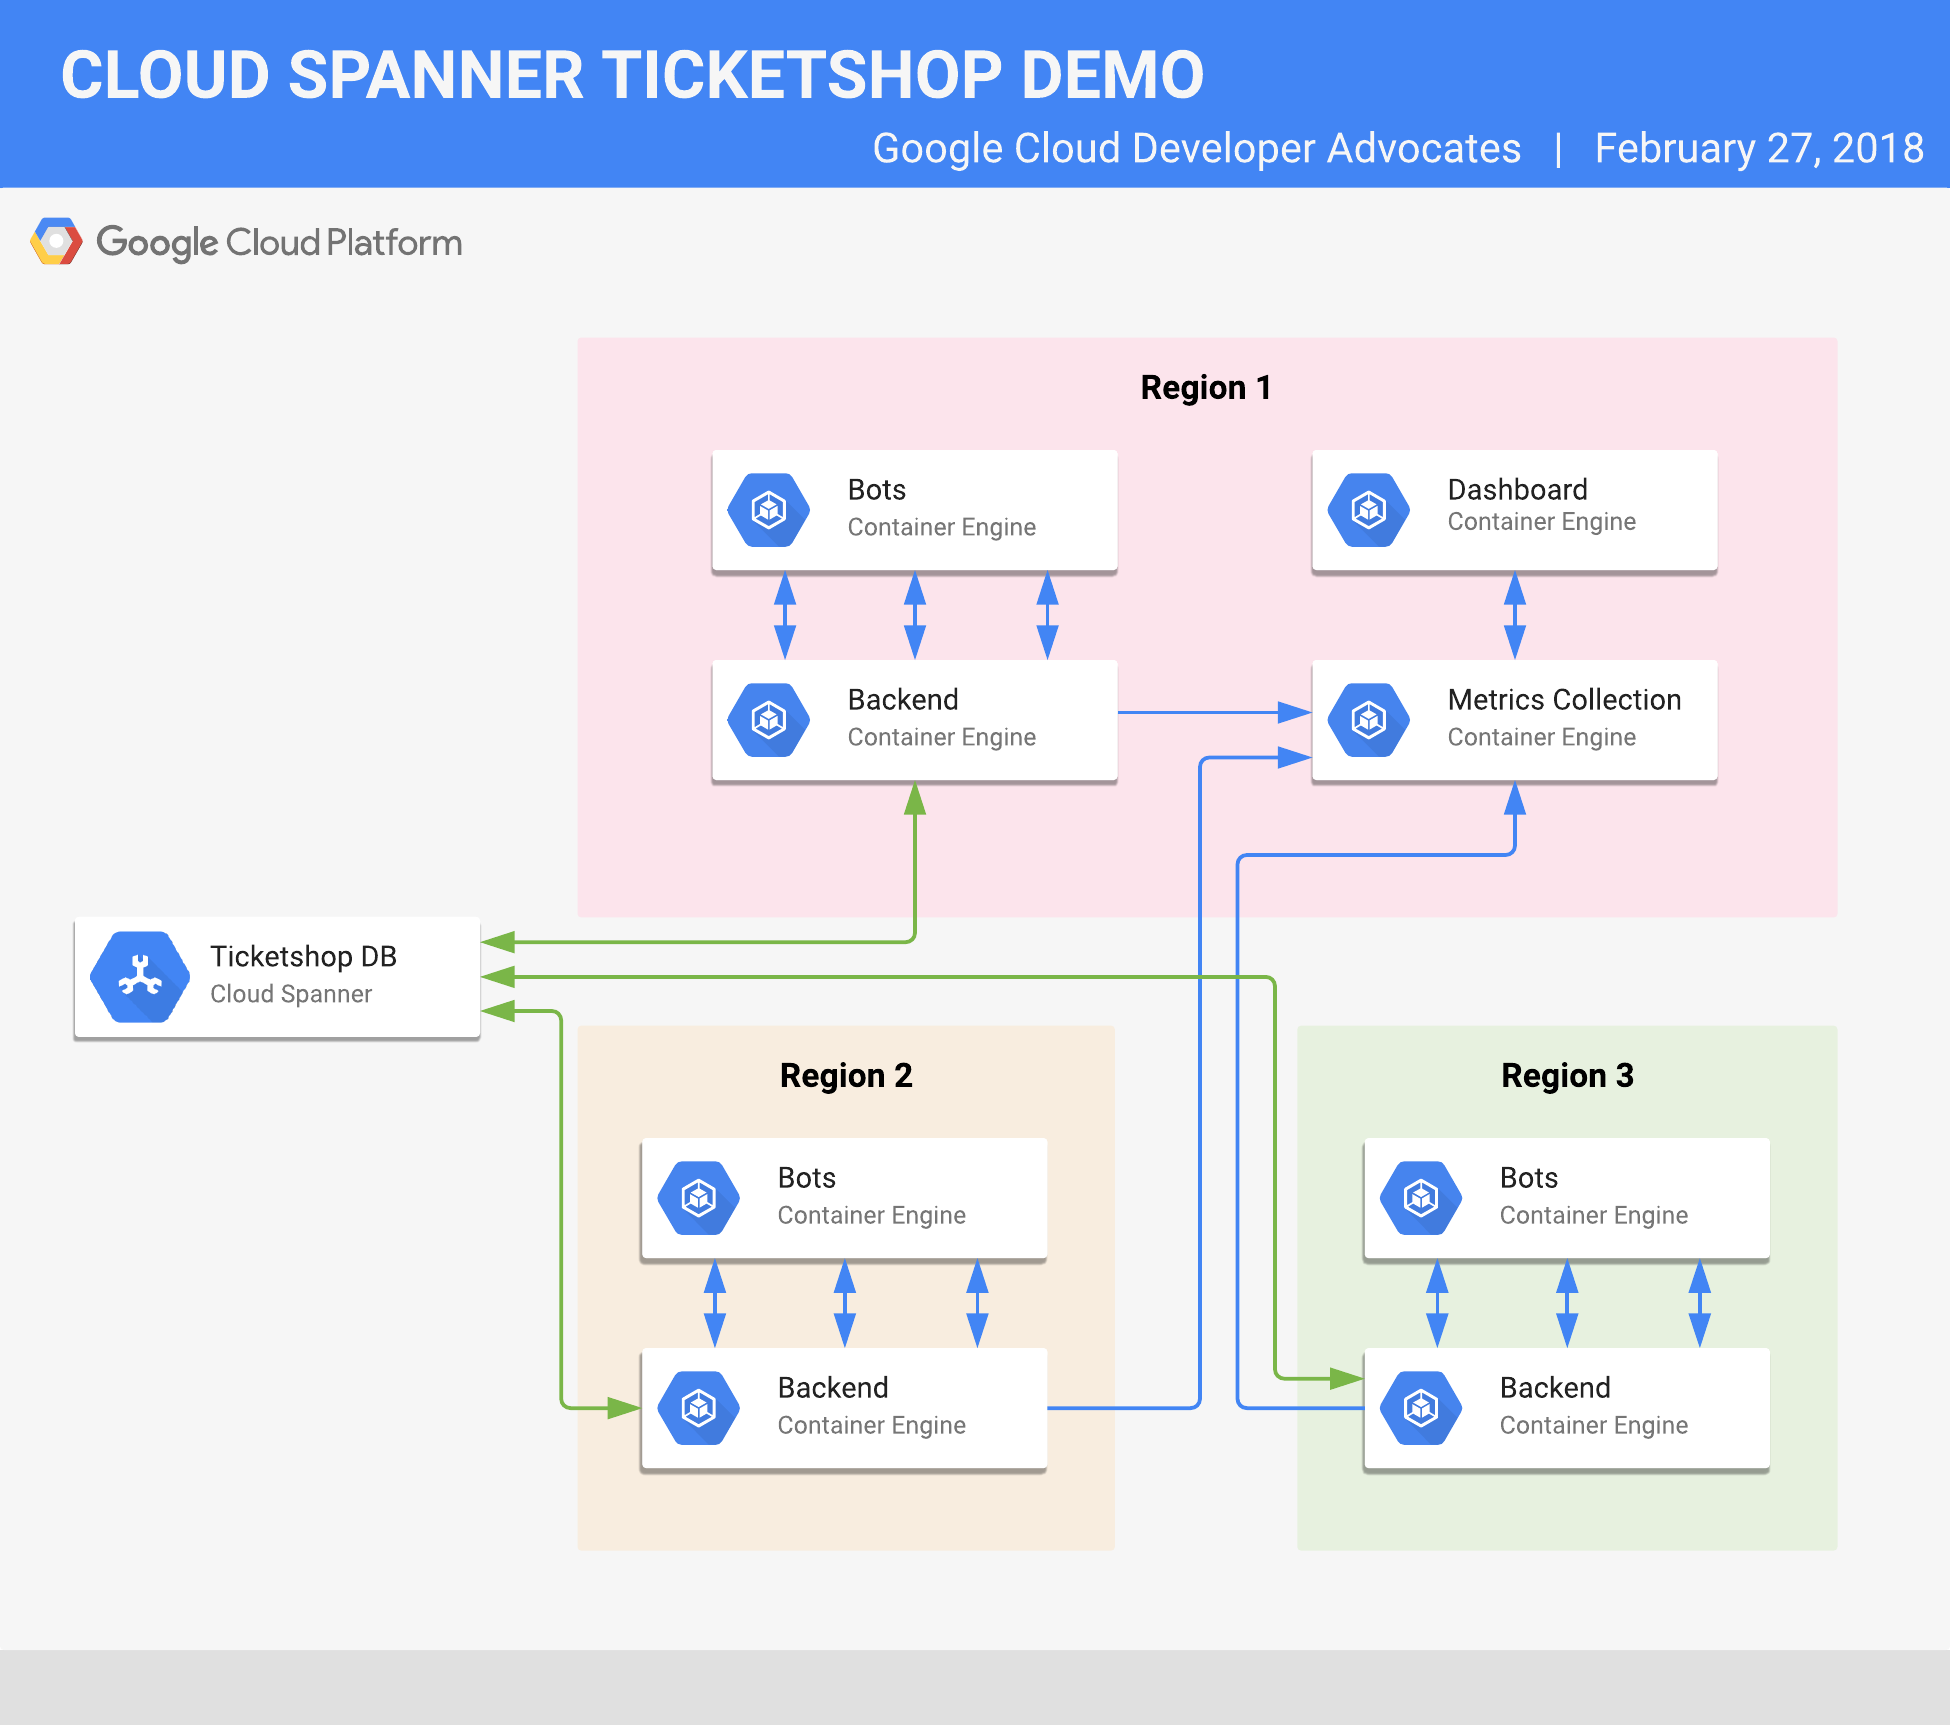 CLOUD SPANNER TICKETSHOP DEMO
Google Cloud Developer Advocates | February 27, 2018
Google Cloud Platform
Region 1
Bots
Container Engine
Dashboard
Container Engine
Backend
Container Engine
Metrics Collection
Container Engine
Ticketshop DB
Cloud Spanner
Region 2
Bots
Container Engine
Backend
Container Engine
Region 3
Bots
Container Engine
Backend
Container Engine